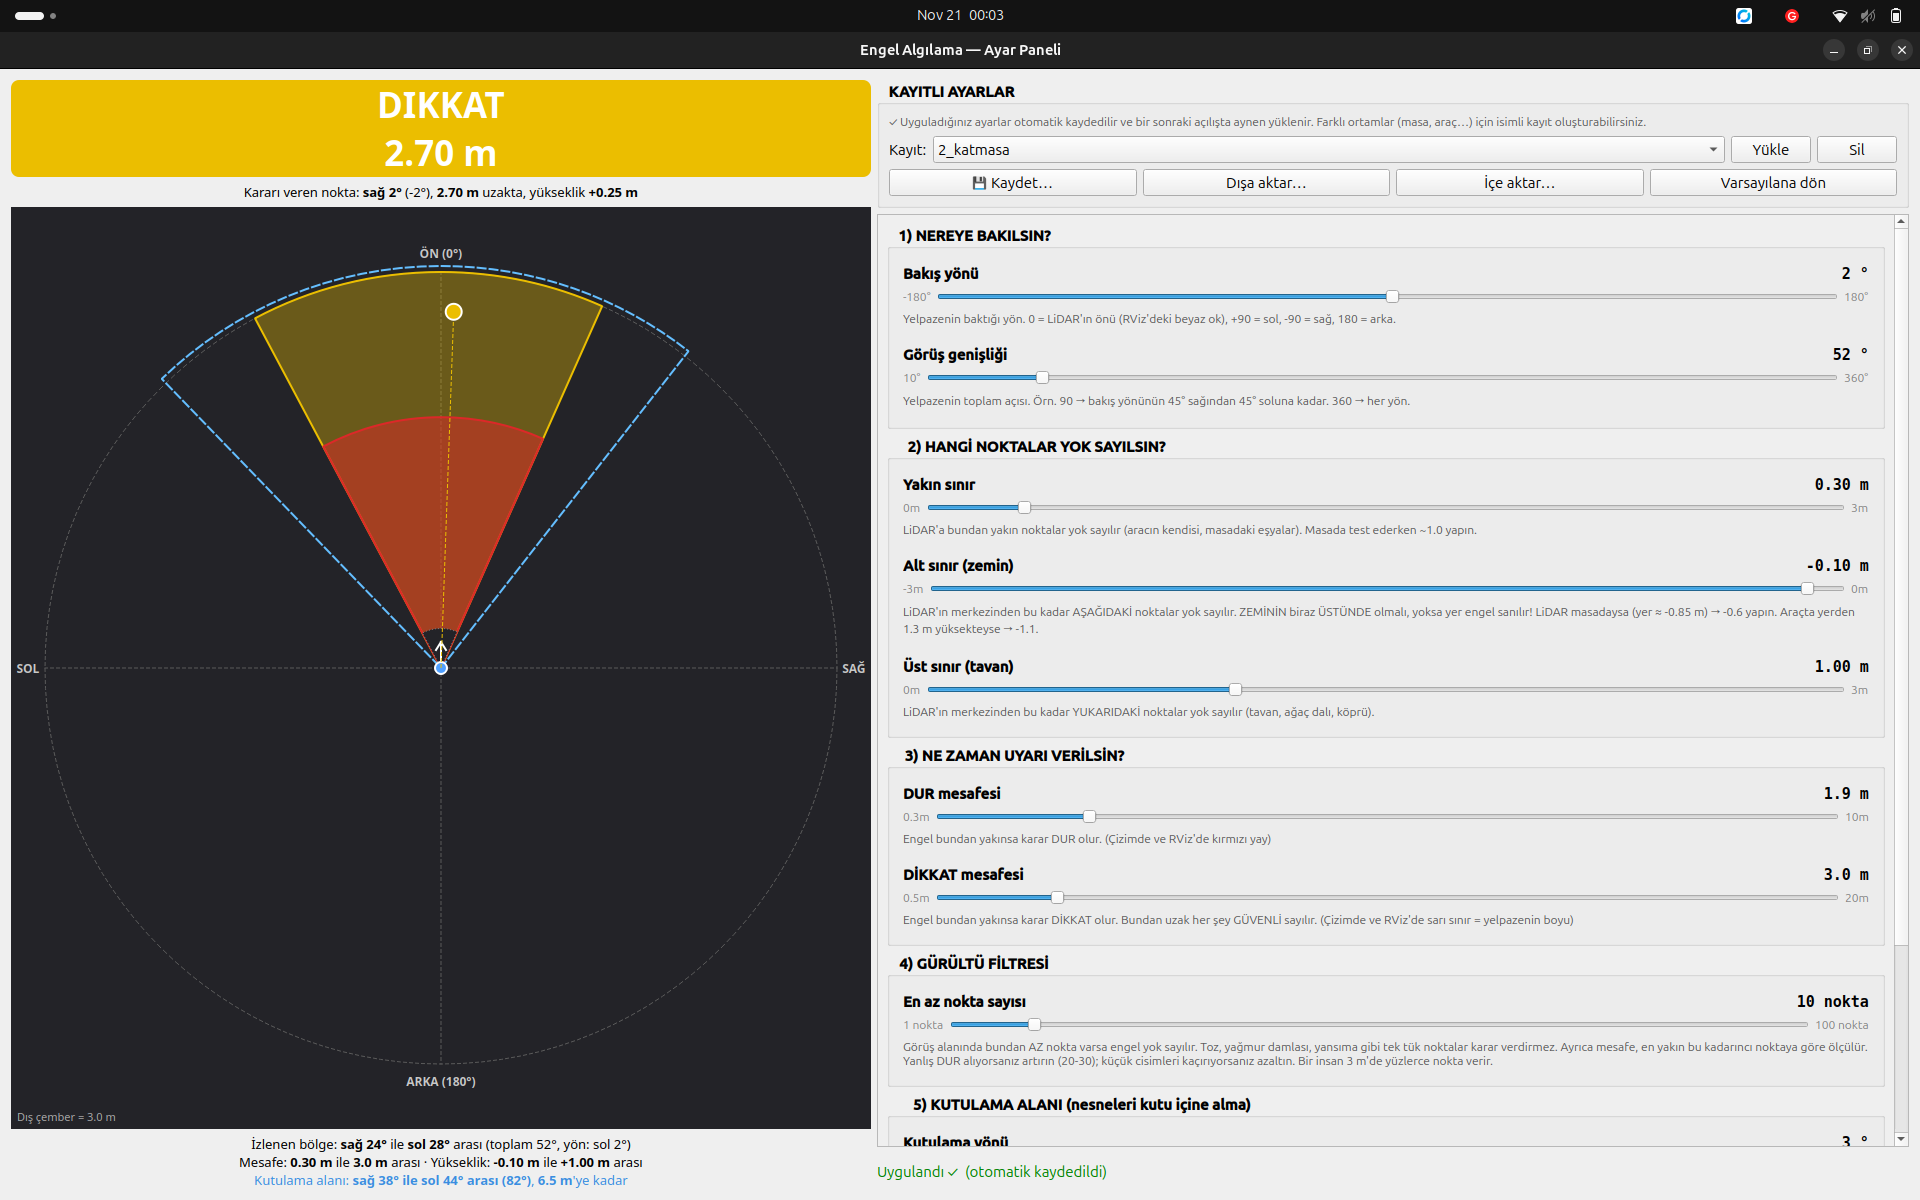 Nov 21 00:03
Engel Algılama — Ayar Paneli
DIKKAT
2.70 m
Kararı veren nokta: sağ 2° (-2°), 2.70 m uzakta, yükseklik +0.25 m
ÖN (0°)
SOL
SAĞ
ARKA (180°)
Dış çember = 3.0 m
İzlenen bölge: sağ 24° ile sol 28° arası (toplam 52°, yön: sol 2°)
Mesafe: 0.30 m ile 3.0 m arası · Yükseklik: -0.10 m ile +1.00 m arası
Kutulama alanı: sağ 38° ile sol 44° arası (82°), 6.5 m'ye kadar
KAYITLI AYARLAR
✓ Uyguladığınız ayarlar otomatik kaydedilir ve bir sonraki açılışta aynen yüklenir. Farklı ortamlar (masa, araç…) için isimli kayıt oluşturabilirsiniz.
Kayıt: 2_katmasa Yükle Sil
Kaydet… Dışa aktar… İçe aktar… Varsayılana dön
1) NEREYE BAKILSIN?
Bakış yönü 2 °
-180° 180°
Yelpazenin baktığı yön. 0 = LiDAR'ın önü (RViz'deki beyaz ok), +90 = sol, -90 = sağ, 180 = arka.
Görüş genişliği 52 °
10° 360°
Yelpazenin toplam açısı. Örn. 90 → bakış yönünün 45° sağından 45° soluna kadar. 360 → her yön.
2) HANGİ NOKTALAR YOK SAYILSIN?
Yakın sınır 0.30 m
0m 3m
LiDAR'a bundan yakın noktalar yok sayılır (aracın kendisi, masadaki eşyalar). Masada test ederken ~1.0 yapın.
Alt sınır (zemin) -0.10 m
-3m 0m
LiDAR'ın merkezinden bu kadar AŞAĞIDAKİ noktalar yok sayılır. ZEMİNİN biraz ÜSTÜNDE olmalı, yoksa yer engel sanılır! LiDAR masadaysa (yer ≈ -0.85 m) → -0.6 yapın. Araçta yerden
1.3 m yüksekteyse → -1.1.
Üst sınır (tavan) 1.00 m
0m 3m
LiDAR'ın merkezinden bu kadar YUKARIDAKİ noktalar yok sayılır (tavan, ağaç dalı, köprü).
3) NE ZAMAN UYARI VERİLSİN?
DUR mesafesi 1.9 m
0.3m 10m
Engel bundan yakınsa karar DUR olur. (Çizimde ve RViz'de kırmızı yay)
DİKKAT mesafesi 3.0 m
0.5m 20m
Engel bundan yakınsa karar DİKKAT olur. Bundan uzak her şey GÜVENLİ sayılır. (Çizimde ve RViz'de sarı sınır = yelpazenin boyu)
4) GÜRÜLTÜ FİLTRESİ
En az nokta sayısı 10 nokta
1 nokta 100 nokta
Görüş alanında bundan AZ nokta varsa engel yok sayılır. Toz, yağmur damlası, yansıma gibi tek tük noktalar karar verdirmez. Ayrıca mesafe, en yakın bu kadarıncı noktaya göre ölçülür.
Yanlış DUR alıyorsanız artırın (20-30); küçük cisimleri kaçırıyorsanız azaltın. Bir insan 3 m'de yüzlerce nokta verir.
5) KUTULAMA ALANI (nesneleri kutu içine alma)
Kutulama yönü 3 °
Uygulandı ✓ (otomatik kaydedildi)